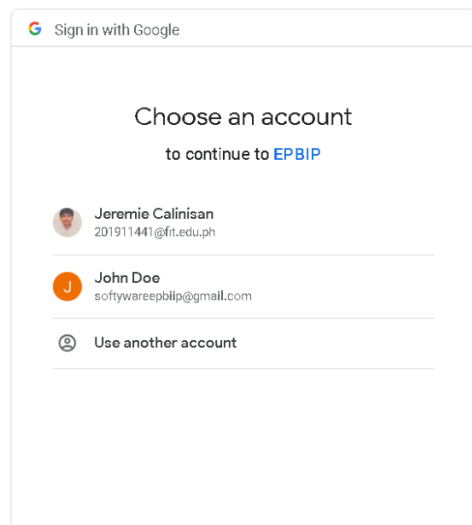 Sign in with Google
Choose an account
to continue to EPBIP
Jeremie Calinisan
201911441@fit.edu.ph
John Doe
softywareepbiip@gmail.com
Use another account